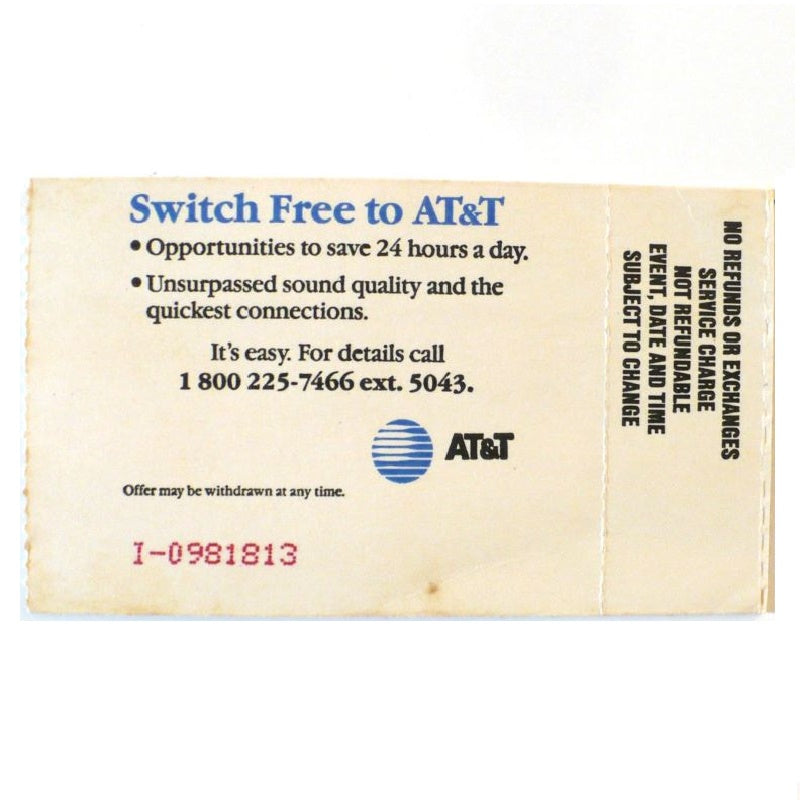 Switch Free to AT&T
• Opportunities to save 24 hours a day.
• Unsurpassed sound quality and the
quickest connections.
It's easy. For details call
1 800 225-7466 ext. 5043.
AT&T
Offer may be withdrawn at any time.
I-0981813
NO REFUNDS OR EXCHANGES
SERVICE CHARGE
NOT REFUNDABLE
EVENT, DATE AND TIME
SUBJECT TO CHANGE